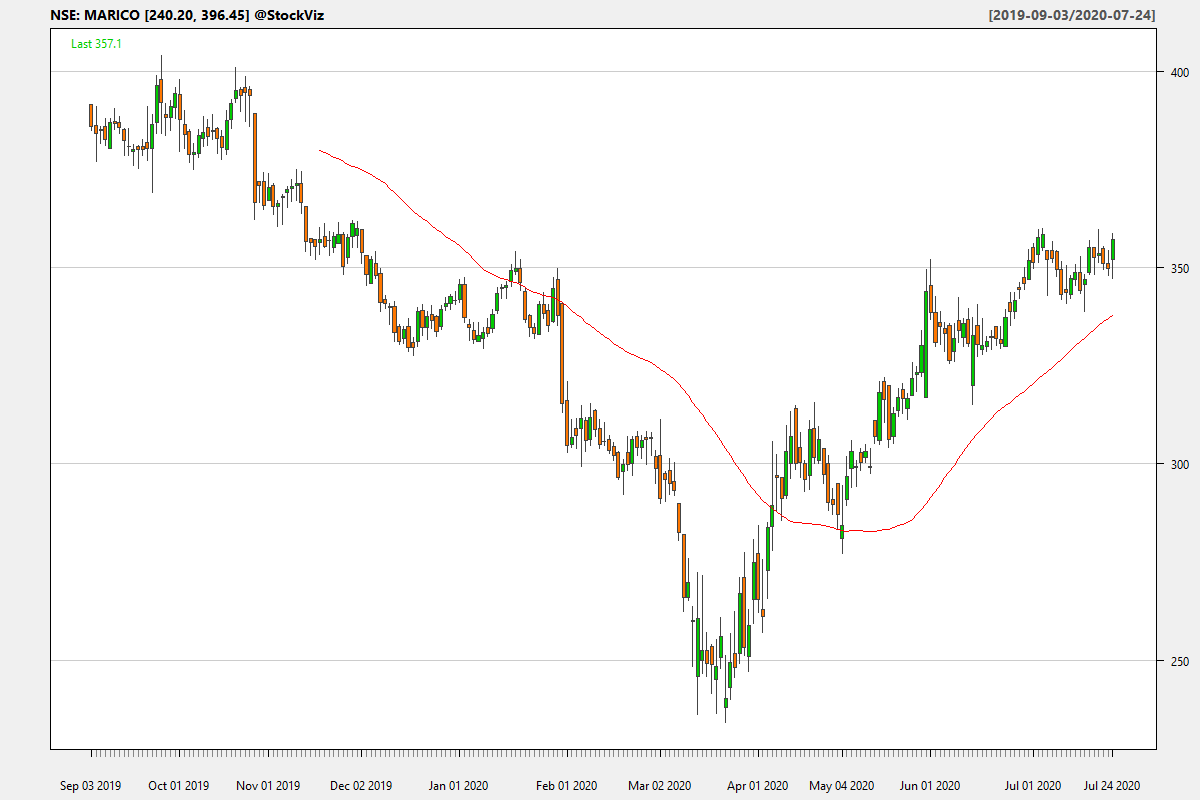 NSE: MARICO [240.20, 396.45] @StockViz [2019-09-03/2020-07-24]
Last 357.1
400
350
300
250
Sep 03 2019 Oct 01 2019 Nov 01 2019 Dec 02 2019 Jan 01 2020 Feb 01 2020 Mar 02 2020 Apr 01 2020 May 04 2020 Jun 01 2020 Jul 01 2020 Jul 24 2020